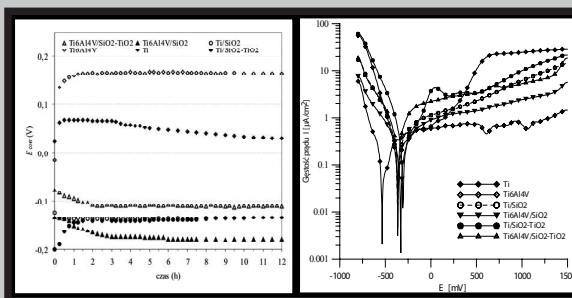 Ti6Al4V/SiO2-TiO2 Ti6Al4V/SiO2 Ti/SiO2
Ti6Al4V Ti Ti/SiO2-TiO2
0,2
0,1
0,0
-0,1
-0,2
E corr (V)
0 1 2 3 4 5 6 7 8 9 10 11 12
czas (h)
100
10
1
0.1
0.01
0.001
Gęstość prądu I [μA/cm²]
Ti
Ti6Al4V
Ti/SiO2
Ti6Al4V/SiO2
Ti/SiO2-TiO2
Ti6Al4V/SiO2-TiO2
-1000 -500 0 500 1000 150
E [mV]